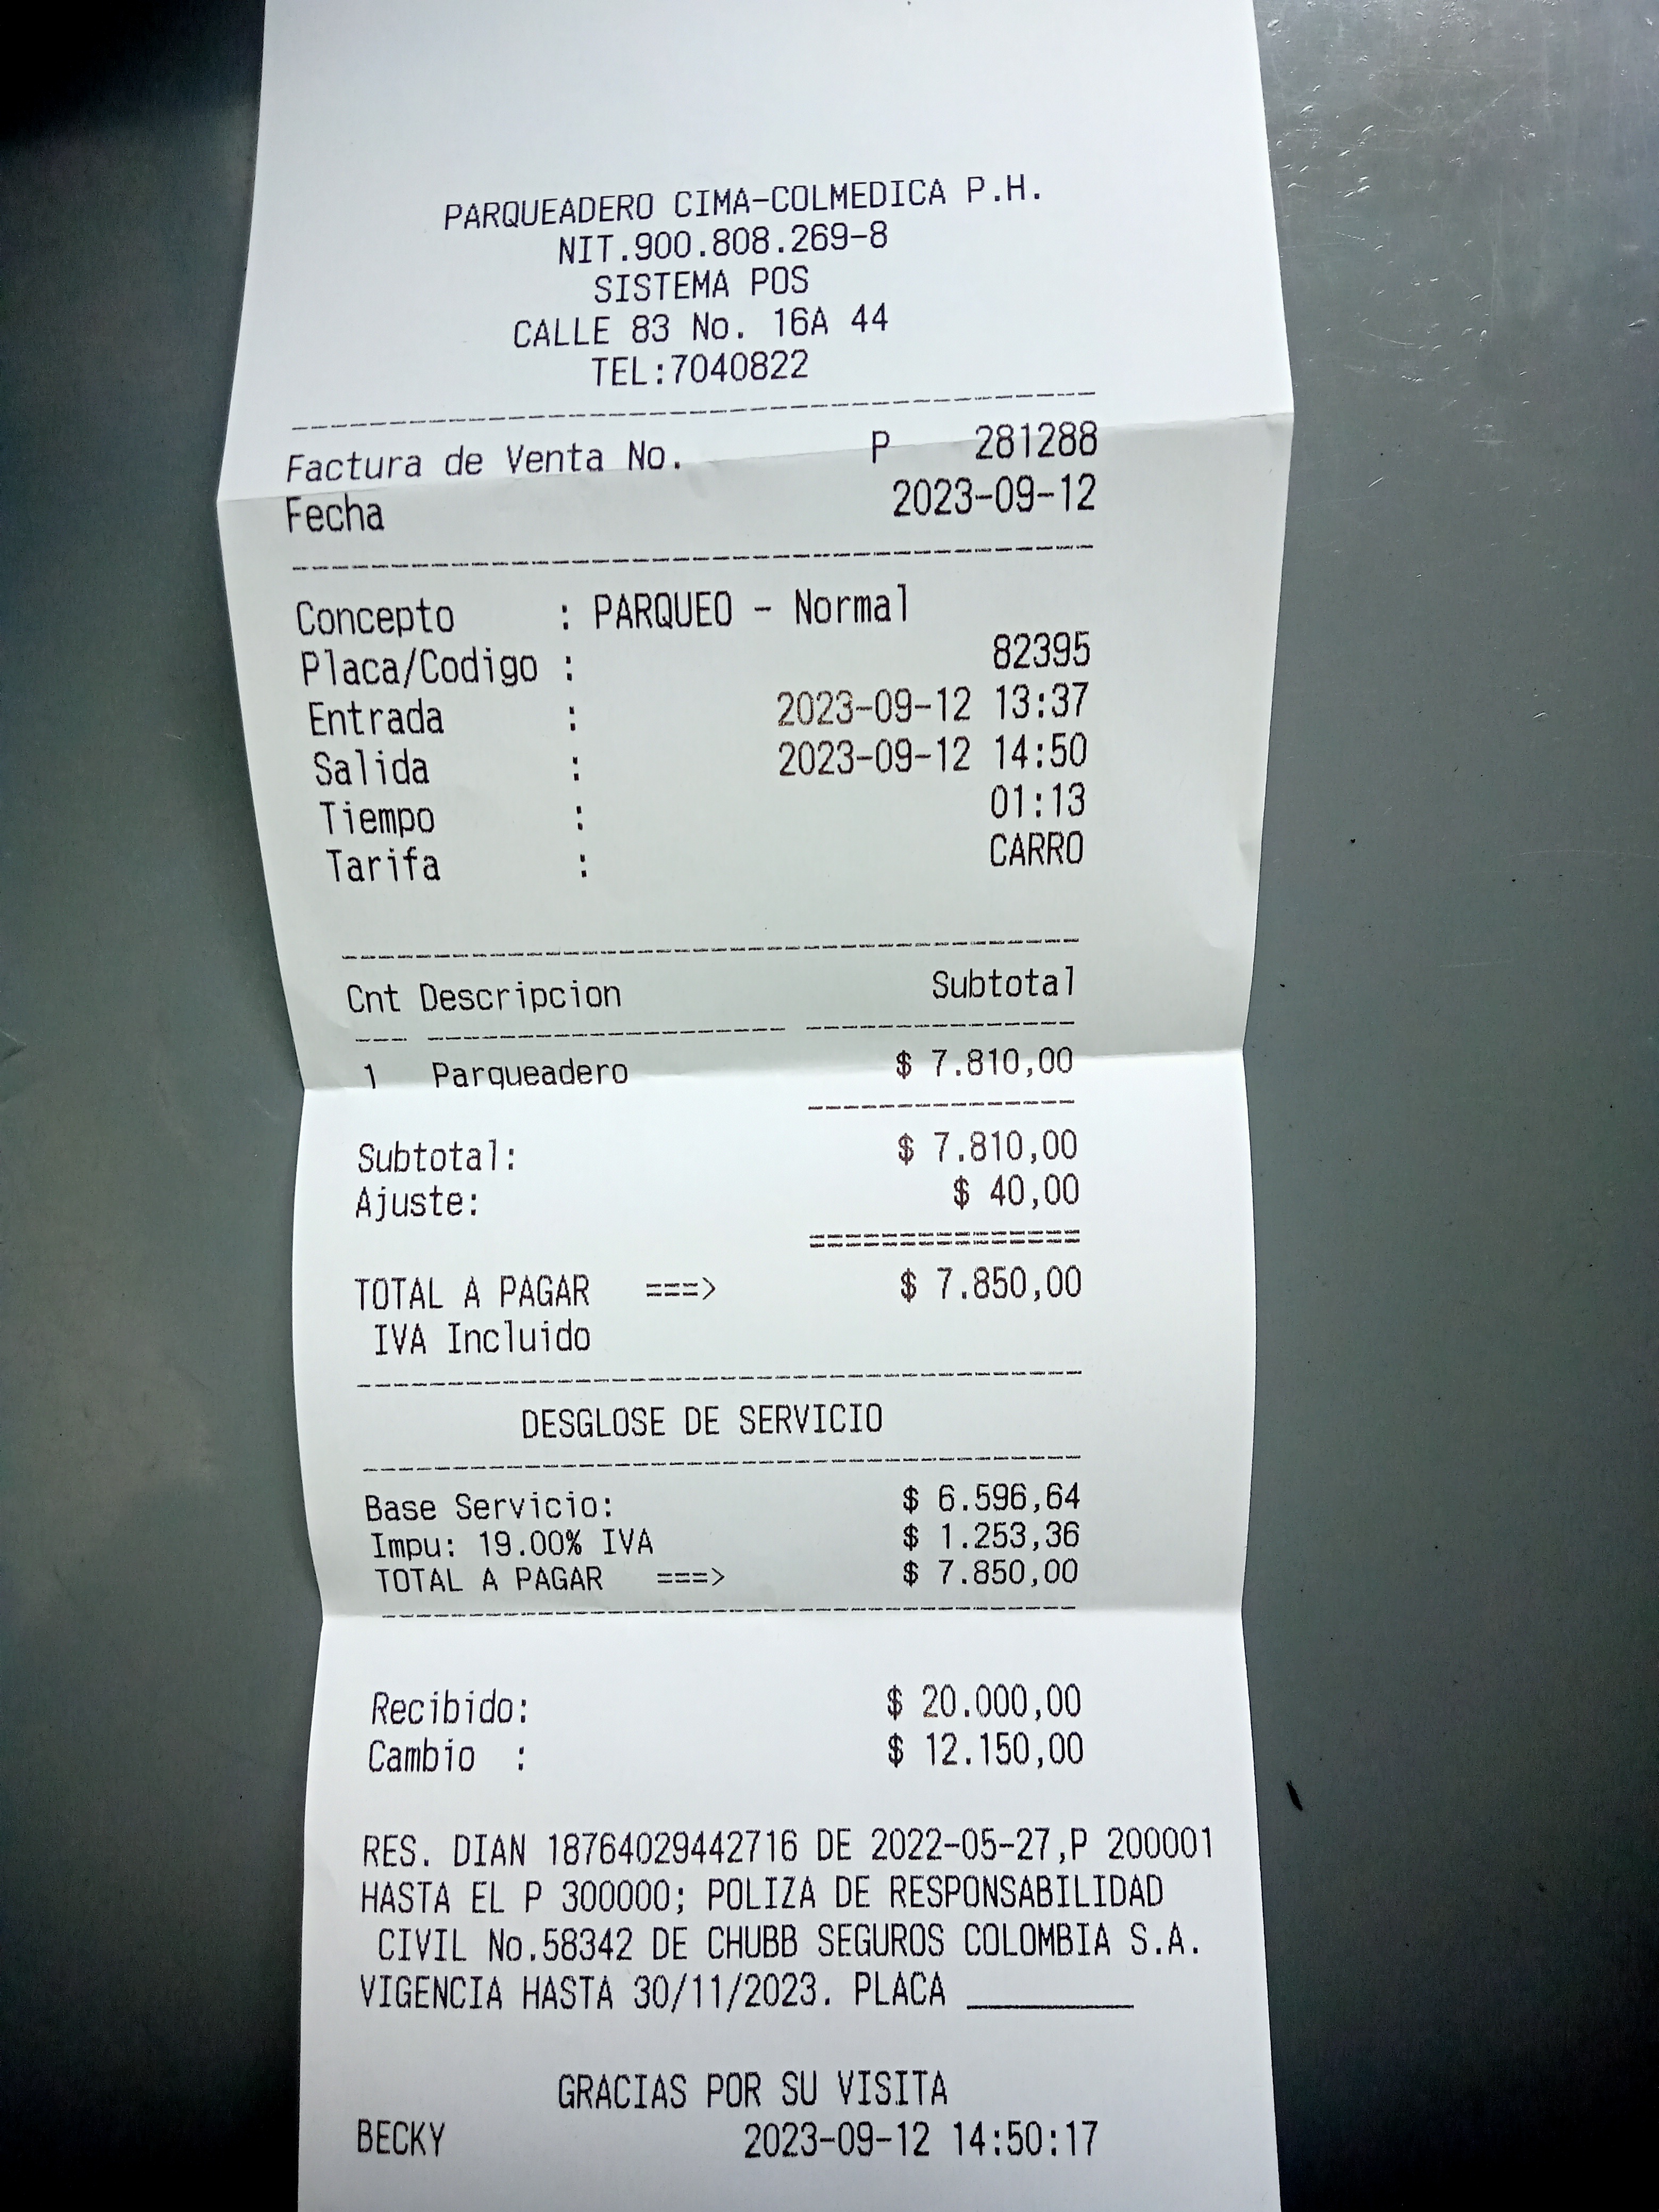 PARQUEADERO CIMA-COLMEDICA P.H.
NIT.900.808.269-8
SISTEMA POS
CALLE 83 No. 16A 44
TEL:7040822
Factura de Venta No. P 281288
Fecha 2023-09-12
Concepto : PARQUEO - Normal
Placa/Codigo : 82395
Entrada : 2023-09-12 13:37
Salida : 2023-09-12 14:50
Tiempo : 01:13
Tarifa : CARRO
Cnt Descripcion Subtotal
1 Parqueadero $ 7.810,00
Subtotal: $ 7.810,00
Ajuste: $ 40,00
TOTAL A PAGAR ===> $ 7.850,00
IVA Incluido
DESGLOSE DE SERVICIO
Base Servicio: $ 6.596,64
Impu: 19.00% IVA $ 1.253,36
TOTAL A PAGAR ===> $ 7.850,00
Recibido: $ 20.000,00
Cambio : $ 12.150,00
RES. DIAN 18764029442716 DE 2022-05-27,P 200001
HASTA EL P 300000; POLIZA DE RESPONSABILIDAD
CIVIL No.58342 DE CHUBB SEGUROS COLOMBIA S.A.
VIGENCIA HASTA 30/11/2023. PLACA _________
GRACIAS POR SU VISITA
BECKY 2023-09-12 14:50:17